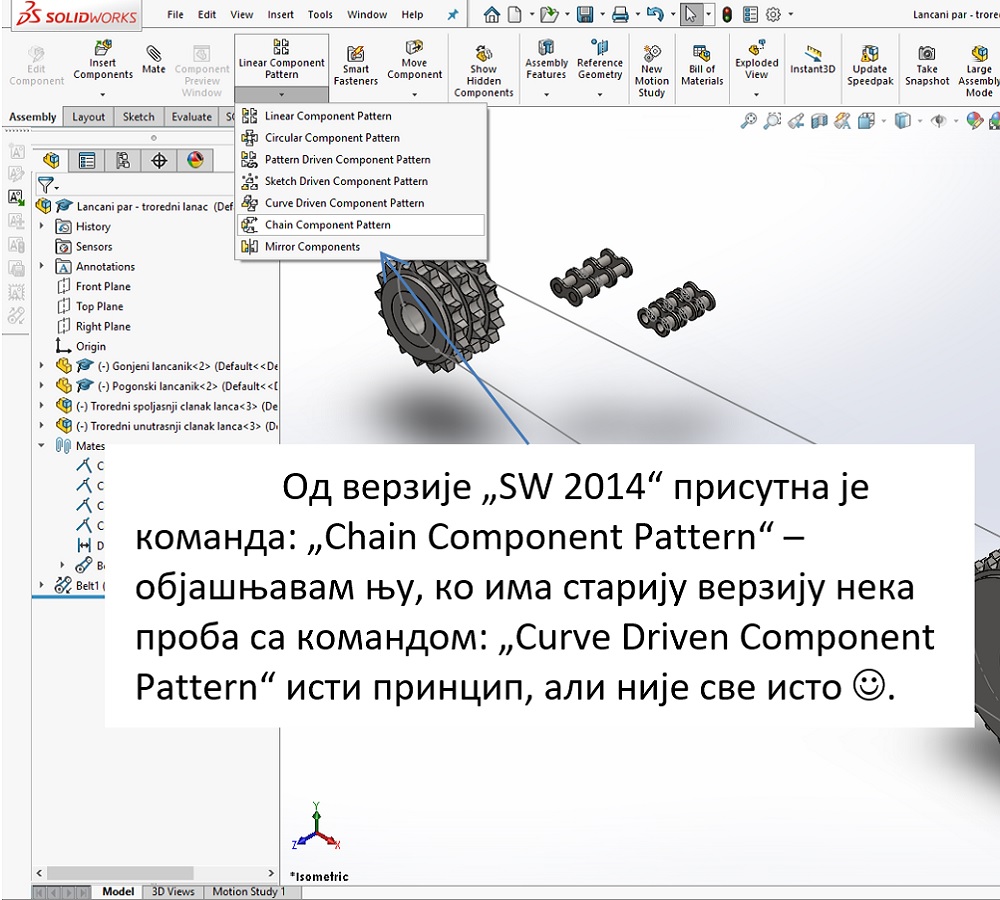 SOLIDWORKS File Edit View Insert Tools Window Help Lancani par - trore
Edit Component
Insert Components
Mate
Component Preview Window
Linear Component Pattern
Smart Fasteners
Move Component
Show Hidden Components
Assembly Features
Reference Geometry
New Motion Study
Bill of Materials
Exploded View
Instant3D
Update Speedpak
Take Snapshot
Large Assembly Mode
Assembly Layout Sketch Evaluate
Linear Component Pattern
Circular Component Pattern
Pattern Driven Component Pattern
Sketch Driven Component Pattern
Curve Driven Component Pattern
Chain Component Pattern
Mirror Components
Lancani par - troredni lanac (Def
History
Sensors
Annotations
Front Plane
Top Plane
Right Plane
Origin
(-) Gonjeni lancanik<2> (Default<<De
(-) Pogonski lancanik<2> (Default<<D
(-) Troredni spoljasnji clanak lanca<3> (De
(-) Troredni unutrasnji clanak lanca<3> (D
Mates
C
C
C
C
D
Be
Belt1 (
Од верзије „SW 2014“ присутна је
команда: „Chain Component Pattern“ –
објашњавам њу, ко има старију верзију нека
проба са командом: „Curve Driven Component
Pattern“ исти принцип, али није све исто ☺.
Y
Z X
*Isometric
Model 3D Views Motion Study 1